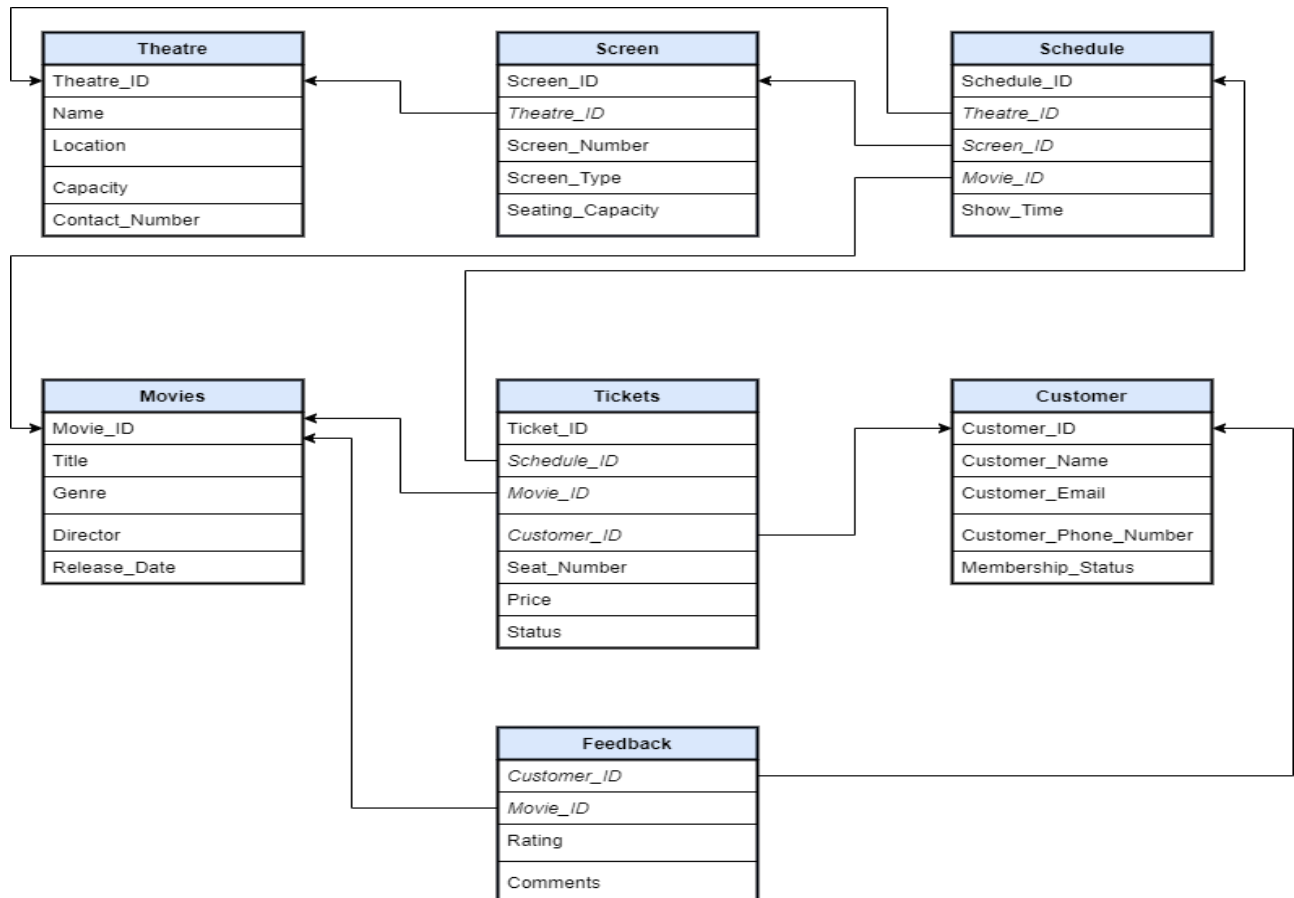 Theatre
Theatre_ID
Name
Location
Capacity
Contact_Number
Screen
Screen_ID
Theatre_ID
Screen_Number
Screen_Type
Seating_Capacity
Schedule
Schedule_ID
Theatre_ID
Screen_ID
Movie_ID
Show_Time
Movies
Movie_ID
Title
Genre
Director
Release_Date
Tickets
Ticket_ID
Schedule_ID
Movie_ID
Customer_ID
Seat_Number
Price
Status
Customer
Customer_ID
Customer_Name
Customer_Email
Customer_Phone_Number
Membership_Status
Feedback
Customer_ID
Movie_ID
Rating
Comments